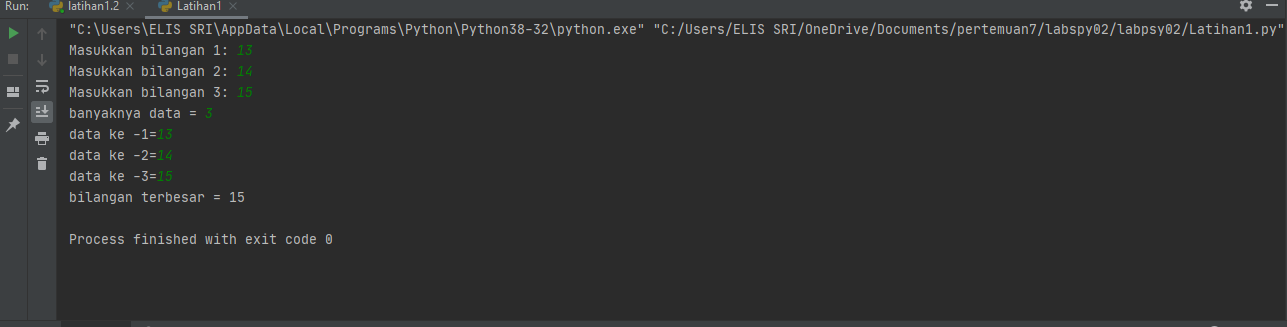 Run: latihan1.2 × Latihan1 ×
"C:\Users\ELIS SRI\AppData\Local\Programs\Python\Python38-32\python.exe" "C:/Users/ELIS SRI/OneDrive/Documents/pertemuan7/labspy02/labpsy02/Latihan1.py"
Masukkan bilangan 1: 13
Masukkan bilangan 2: 14
Masukkan bilangan 3: 15
banyaknya data = 3
data ke -1=13
data ke -2=14
data ke -3=15
bilangan terbesar = 15
Process finished with exit code 0